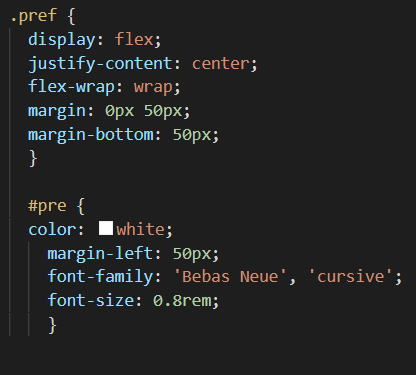 .pref {
display: flex;
justify-content: center;
flex-wrap: wrap;
margin: 0px 50px;
margin-bottom: 50px;
}
#pre {
color: white;
margin-left: 50px;
font-family: 'Bebas Neue', 'cursive';
font-size: 0.8rem;
}